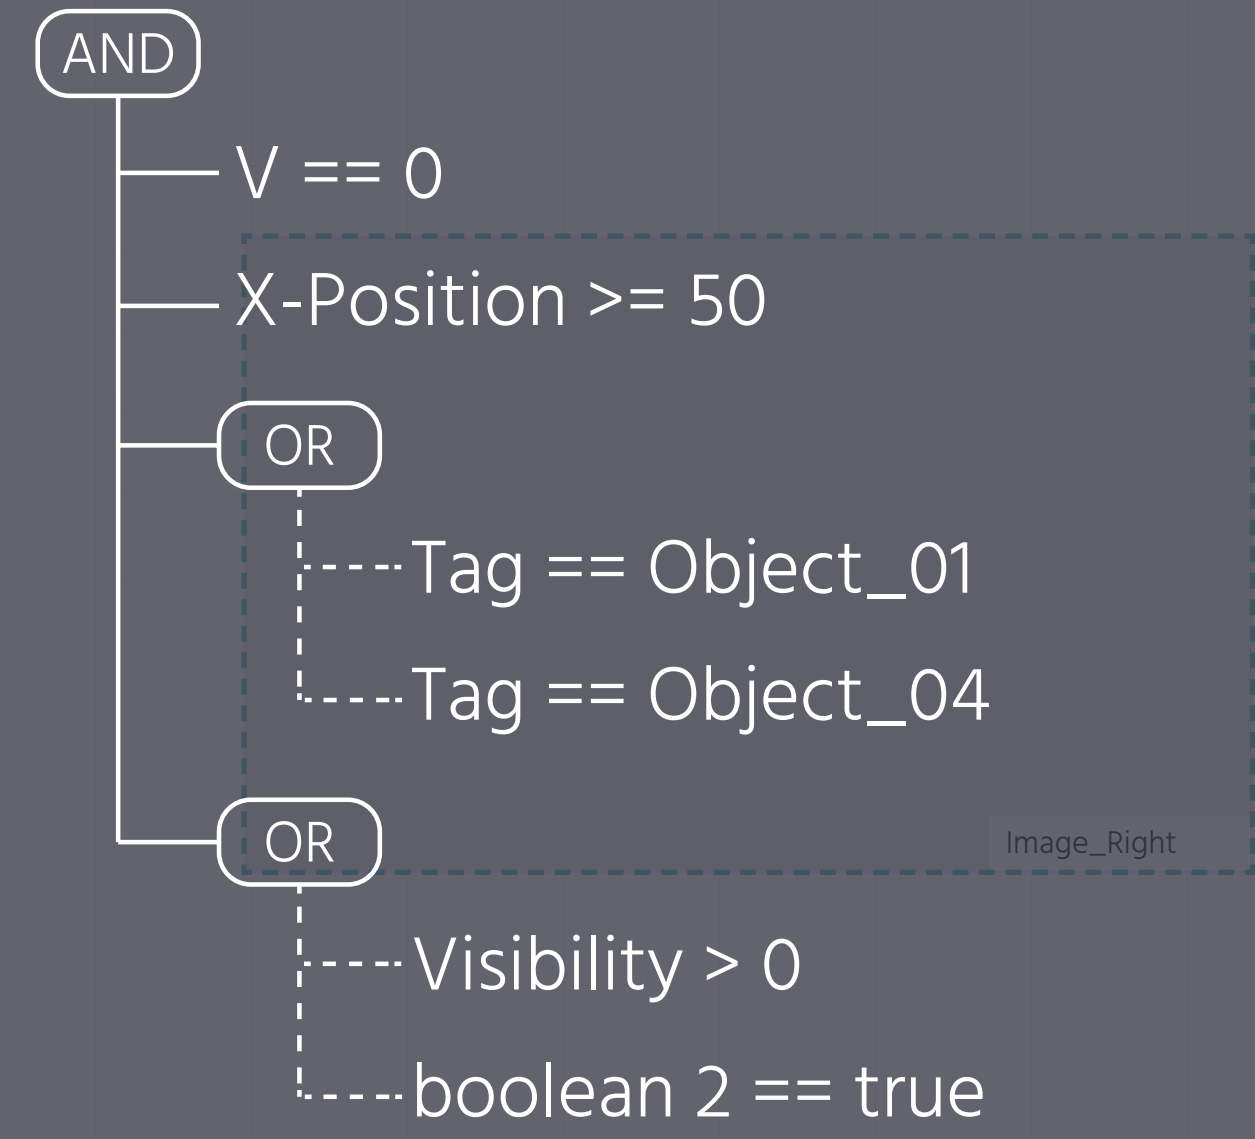 AND
V == 0
X-Position >= 50
OR
Tag == Object_01
Tag == Object_04
OR
Image_Right
Visibility > 0
boolean 2 == true